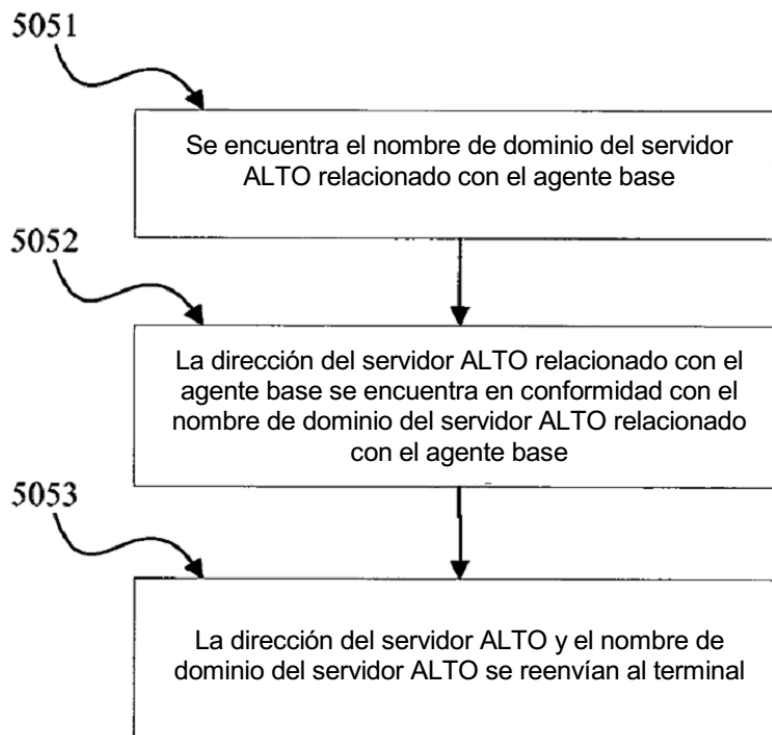 5051
Se encuentra el nombre de dominio del servidor
ALTO relacionado con el agente base
5052
La dirección del servidor ALTO relacionado con el
agente base se encuentra en conformidad con el
nombre de dominio del servidor ALTO relacionado
con el agente base
5053
La dirección del servidor ALTO y el nombre de
dominio del servidor ALTO se reenvían al terminal